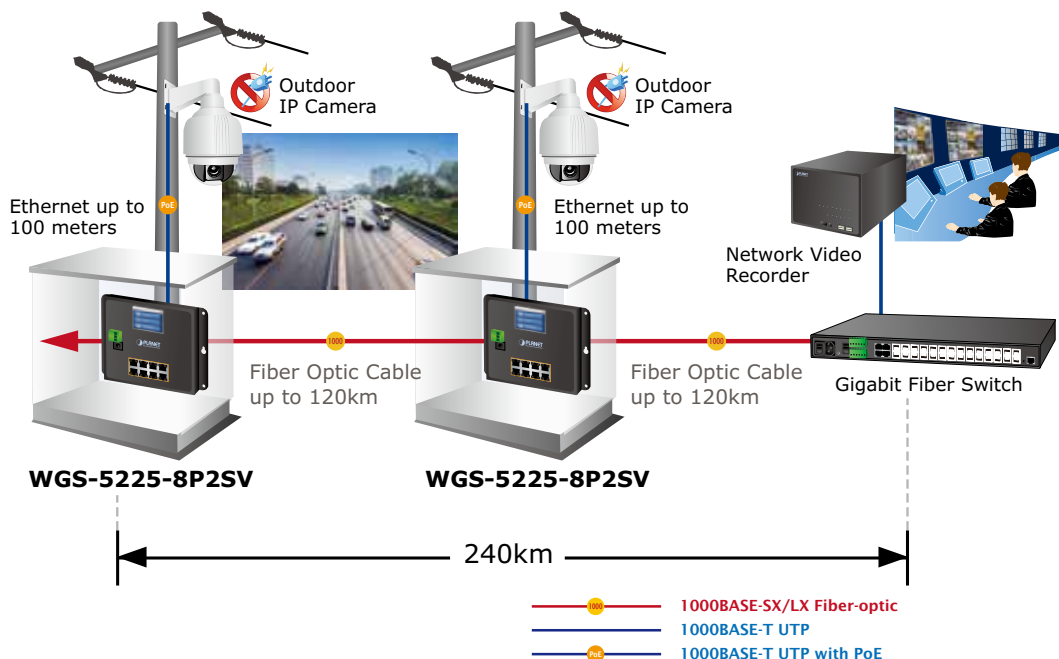 Outdoor
IP Camera
Outdoor
IP Camera
Ethernet up to
100 meters
PoE
PoE
Ethernet up to
100 meters
Network Video
Recorder
PLANET
PLANET
1000
1000
Fiber Optic Cable
up to 120km
Fiber Optic Cable
up to 120km
Gigabit Fiber Switch
WGS-5225-8P2SV
WGS-5225-8P2SV
240km
1000
1000BASE-SX/LX Fiber-optic
1000BASE-T UTP
PoE
1000BASE-T UTP with PoE